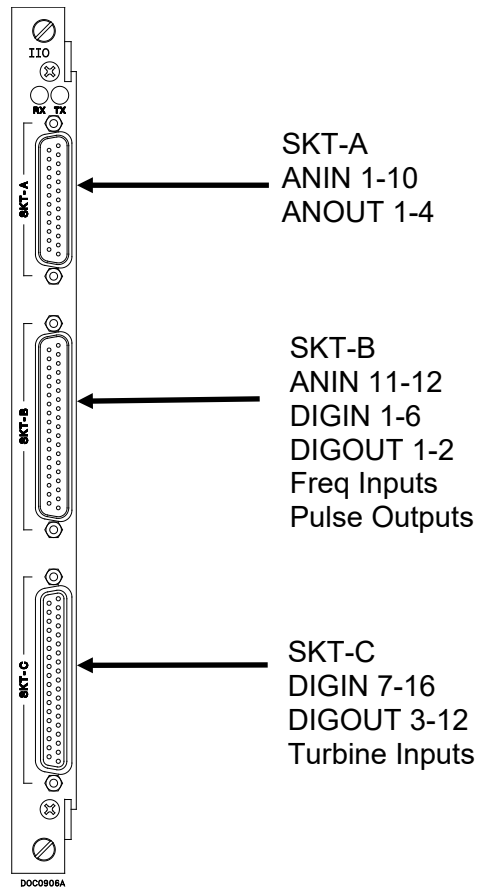 IIO
RX TX
SKT-A
SKT-A
ANIN 1-10
ANOUT 1-4
SKT-B
SKT-B
ANIN 11-12
DIGIN 1-6
DIGOUT 1-2
Freq Inputs
Pulse Outputs
SKT-C
SKT-C
DIGIN 7-16
DIGOUT 3-12
Turbine Inputs
DOC0906A